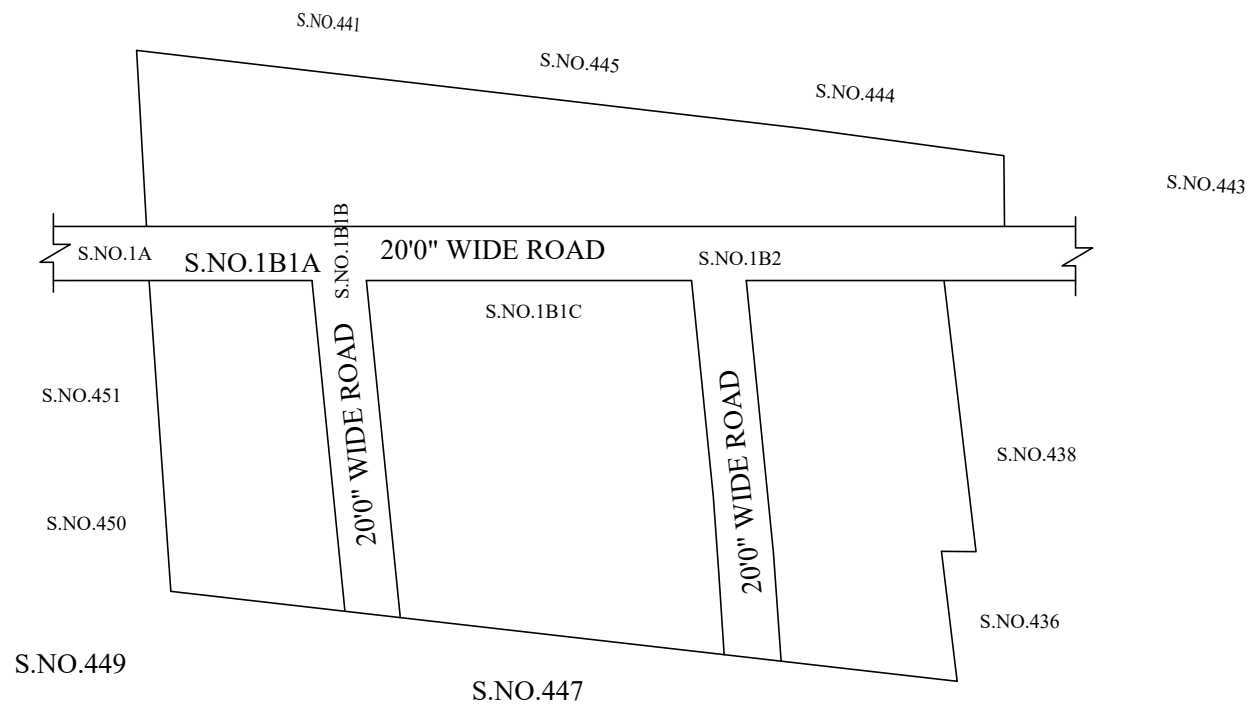 S.NO.441
S.NO.445
S.NO.444
S.NO.443
S.NO.1A
S.NO.1B1A
S.NO.1B1B
20'0" WIDE ROAD
S.NO.1B2
S.NO.1B1C
20'0" WIDE ROAD
20'0" WIDE ROAD
S.NO.451
S.NO.438
S.NO.450
S.NO.436
S.NO.449
S.NO.447